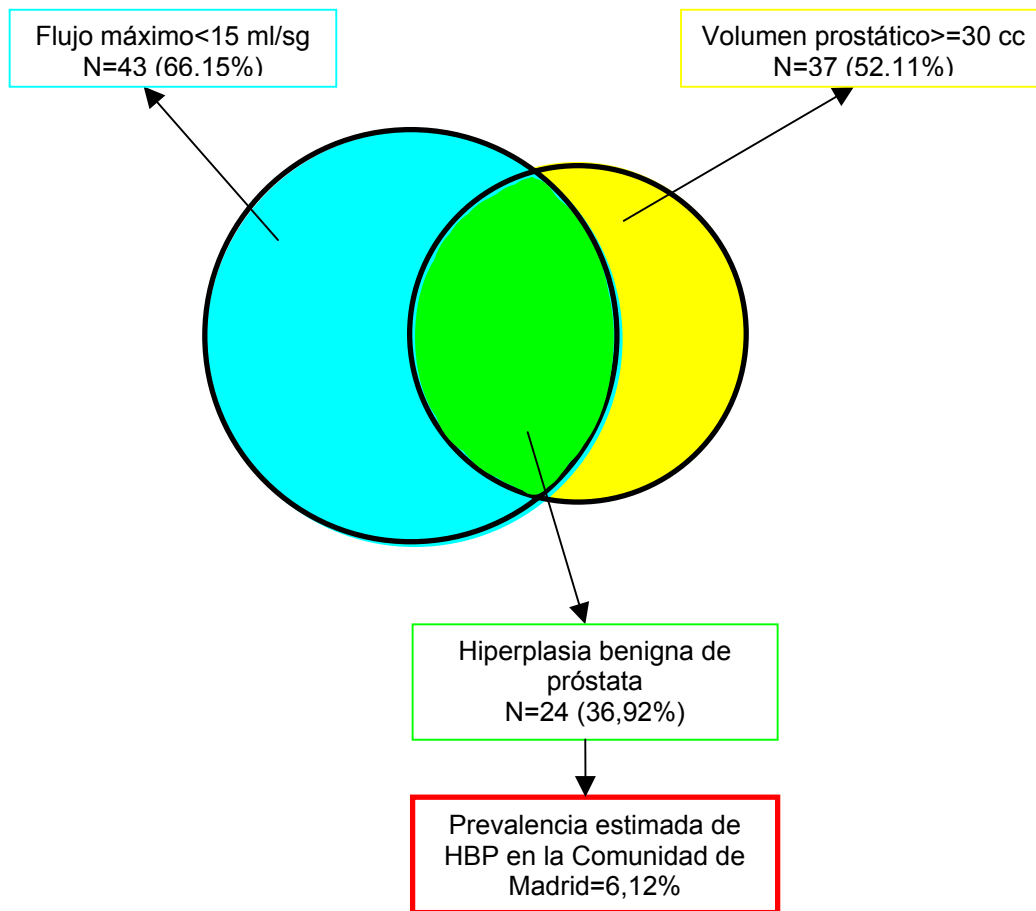 Flujo máximo<15 ml/sg
N=43 (66.15%)
Volumen prostático>=30 cc
N=37 (52.11%)
Hiperplasia benigna de
próstata
N=24 (36,92%)
Prevalencia estimada de
HBP en la Comunidad de
Madrid=6,12%